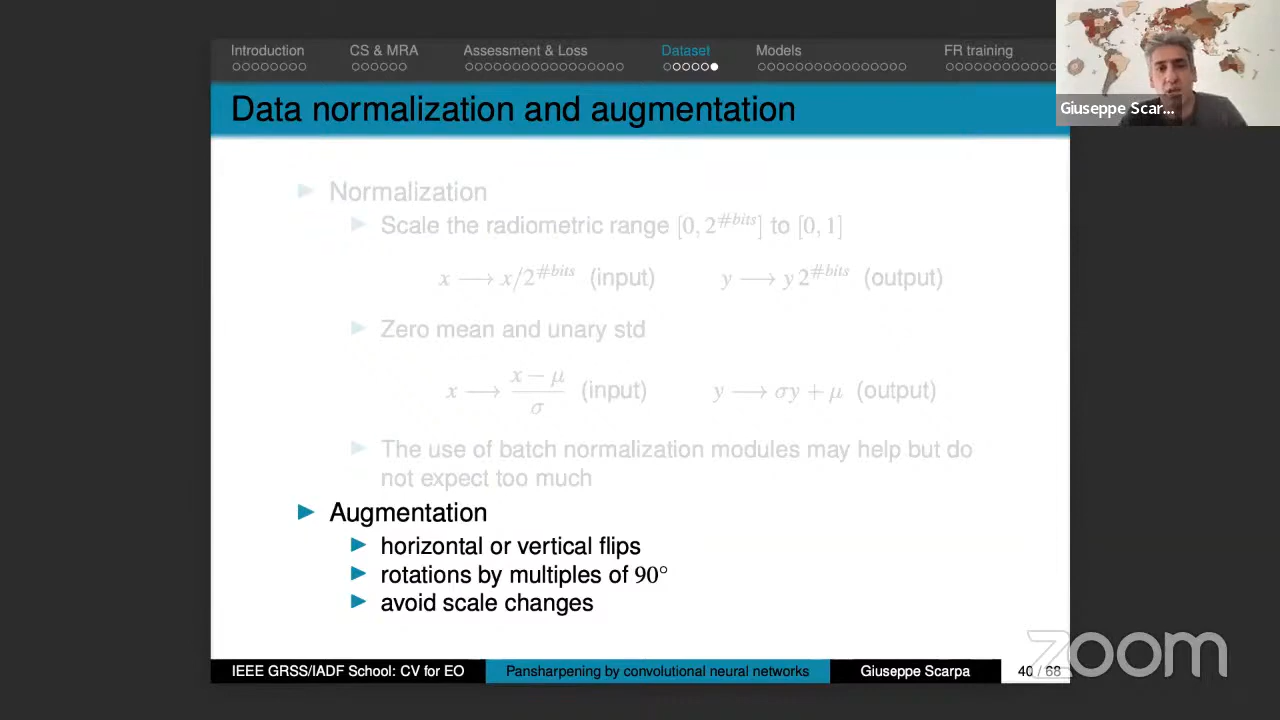 Introduction CS & MRA Assessment & Loss Dataset Models FR training
Giuseppe Scar...
Data normalization and augmentation
Normalization
Scale the radiometric range [0, 2^#bits] to [0, 1]
x ⟶ x/2^#bits (input) y ⟶ y 2^#bits (output)
Zero mean and unary std
x ⟶ (x − μ)/σ (input) y ⟶ σy + μ (output)
The use of batch normalization modules may help but do
not expect too much
Augmentation
horizontal or vertical flips
rotations by multiples of 90°
avoid scale changes
IEEE GRSS/IADF School: CV for EO Pansharpening by convolutional neural networks Giuseppe Scarpa 40 / 68
zoom